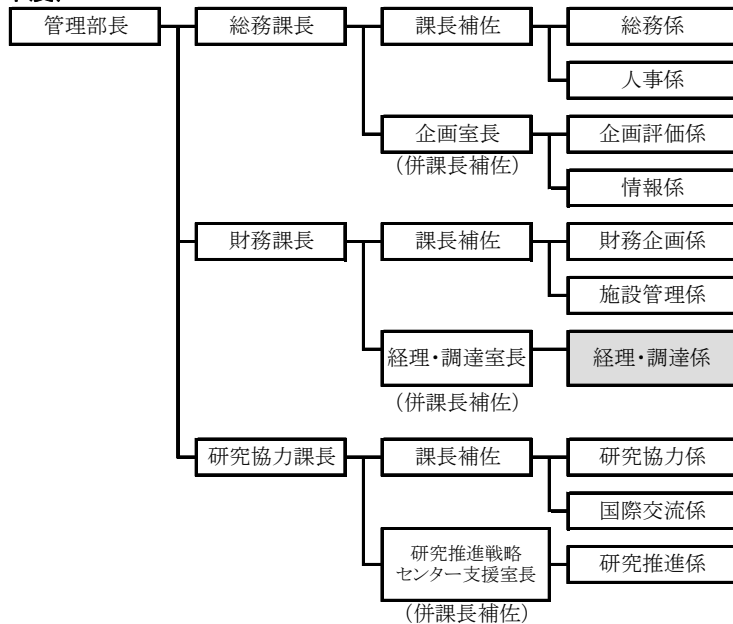 管理部長
総務課長
課長補佐
総務係
人事係
企画室長
(併課長補佐)
企画評価係
情報係
財務課長
課長補佐
財務企画係
施設管理係
経理・調達室長
(併課長補佐)
経理・調達係
研究協力課長
課長補佐
研究協力係
国際交流係
研究推進戦略
センター支援室長
(併課長補佐)
研究推進係